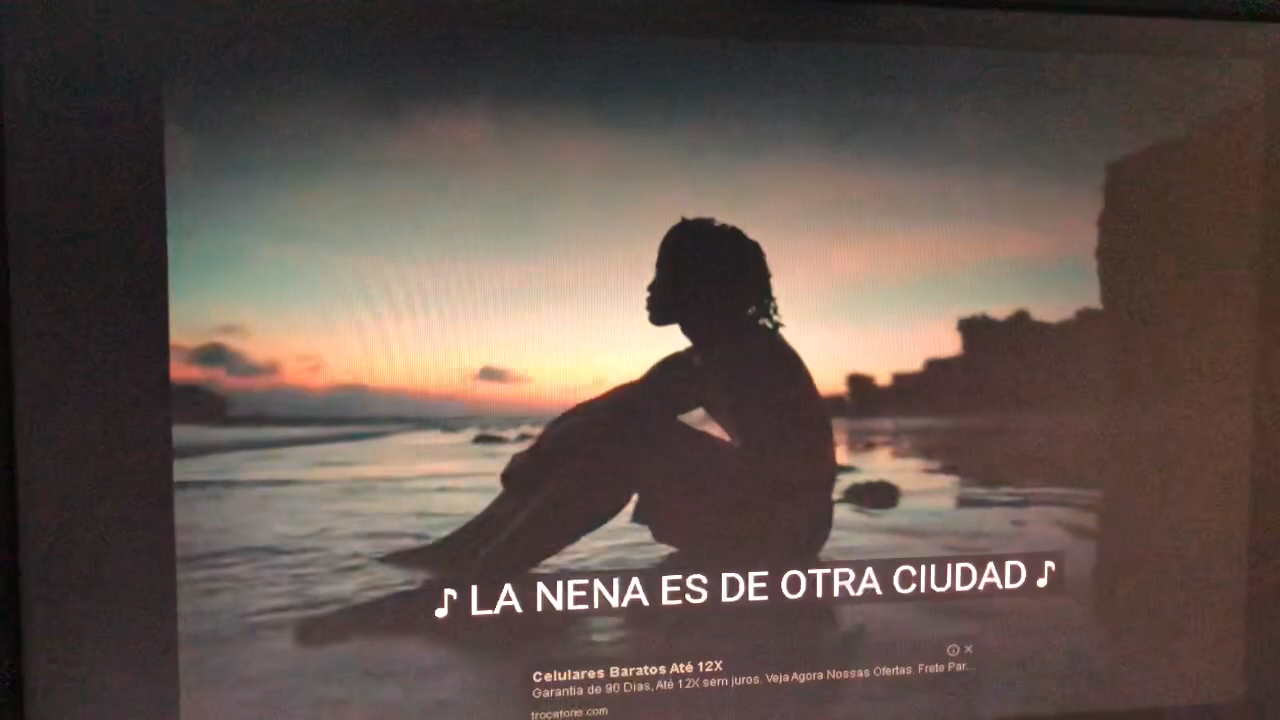 ♪ LA NENA ES DE OTRA CIUDAD ♪
Celulares Baratos Até 12X
Garantia de 90 Dias, Até 12X sem juros. Veja Agora Nossas Ofertas. Frete Par...
trocafone.com